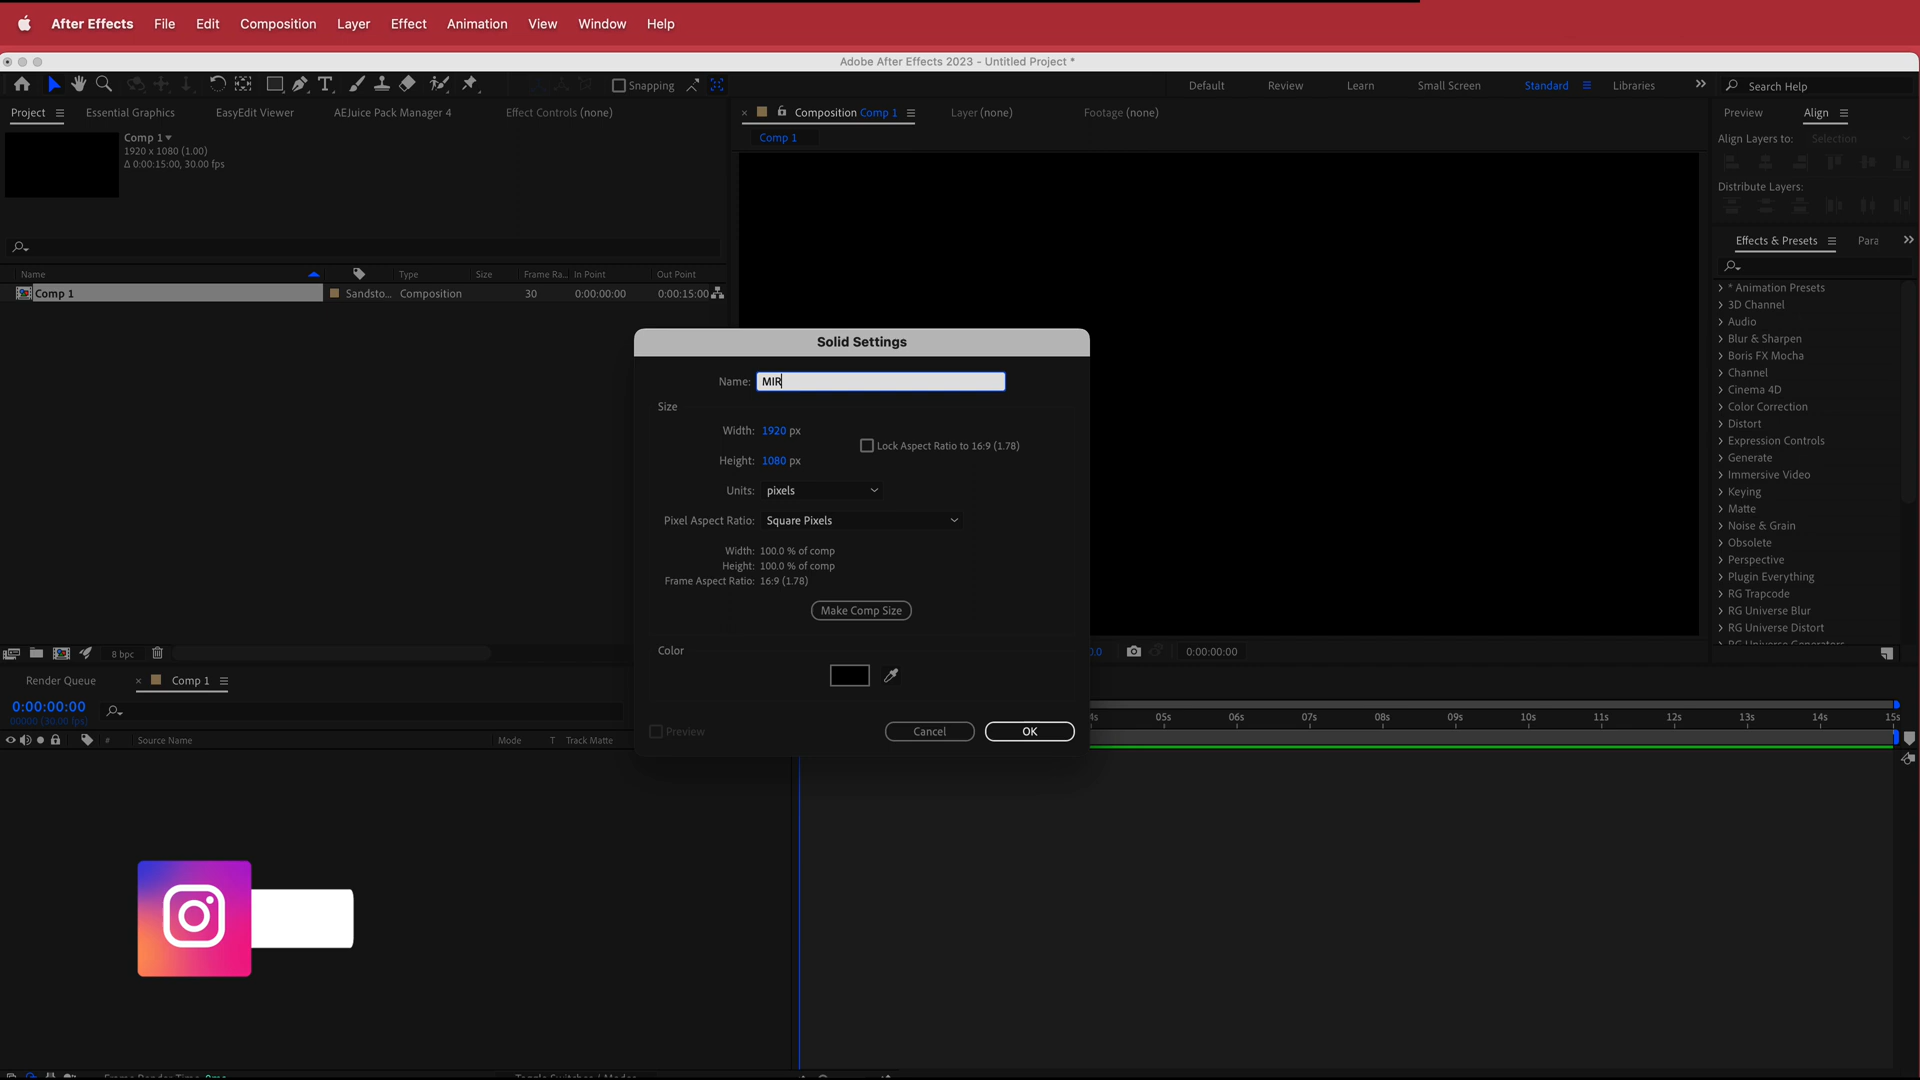 After Effects File Edit Composition Layer Effect Animation View Window Help
Adobe After Effects 2023 - Untitled Project *
Snapping Default Review Learn Small Screen Standard Libraries Search Help
Project Essential Graphics EasyEdit Viewer AEJuice Pack Manager 4 Effect Controls (none)
Composition Comp 1 Layer (none) Footage (none)
Preview Align
Comp 1
1920 x 1080 (1.00)
Δ 0:00:15:00, 30.00 fps
Comp 1
Align Layers to: Selection
Distribute Layers:
Name Type Size Frame Ra... In Point Out Point
Comp 1 Sandsto... Composition 30 0:00:00:00 0:00:15:00
Effects & Presets Para
* Animation Presets
3D Channel
Audio
Blur & Sharpen
Boris FX Mocha
Channel
Cinema 4D
Color Correction
Distort
Expression Controls
Generate
Immersive Video
Keying
Matte
Noise & Grain
Obsolete
Perspective
Plugin Everything
RG Trapcode
RG Universe Blur
RG Universe Distort
RG Universe Generators
Solid Settings
Name: MIR
Size
Width: 1920 px
Lock Aspect Ratio to 16:9 (1.78)
Height: 1080 px
Units: pixels
Pixel Aspect Ratio: Square Pixels
Width: 100.0 % of comp
Height: 100.0 % of comp
Frame Aspect Ratio: 16:9 (1.78)
Make Comp Size
Color
Preview Cancel OK
8 bpc
0:00:00:00
Render Queue Comp 1
0:00:00:00
00000 (30.00 fps)
# Source Name Mode T Track Matte
05s 06s 07s 08s 09s 10s 11s 12s 13s 14s 15s